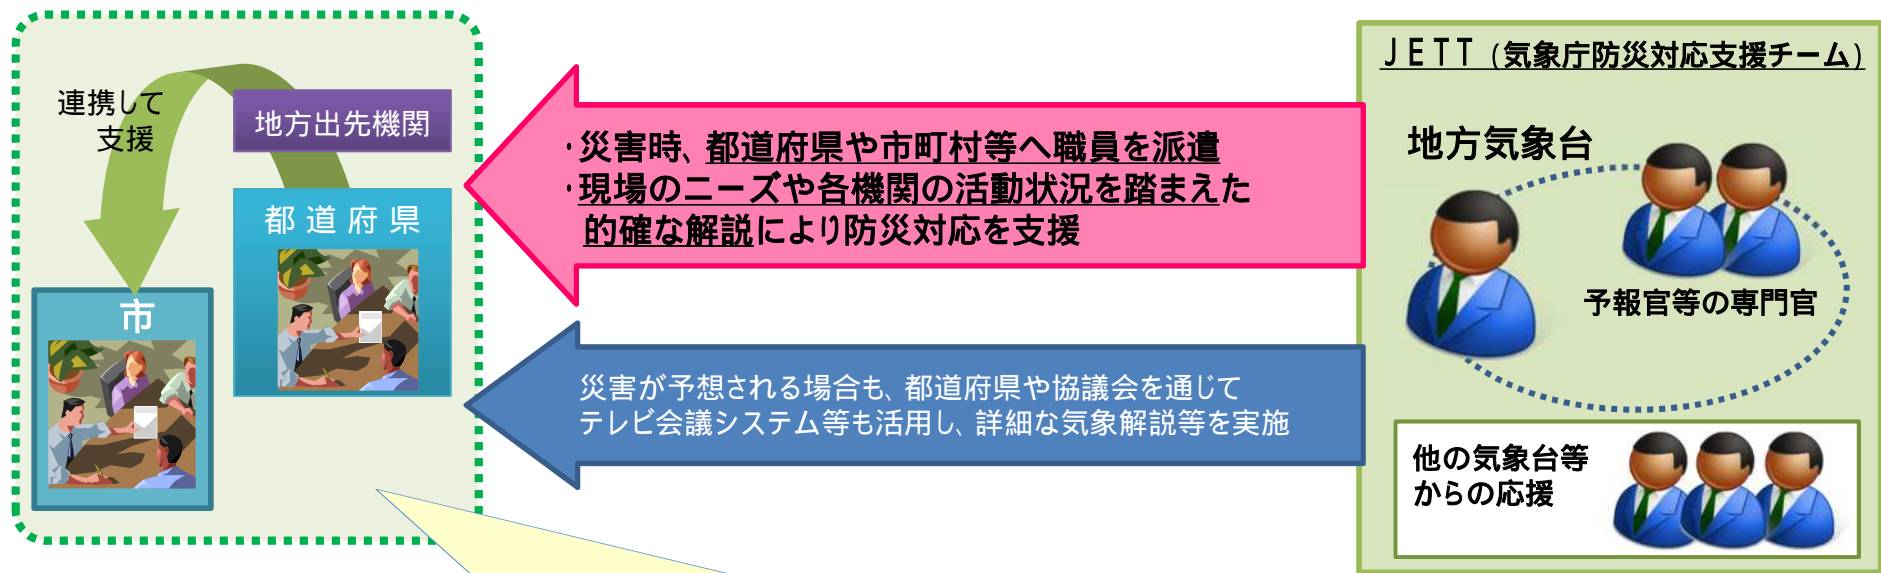 連携して
支援
地方出先機関
都道府県
市
・災害時、都道府県や市町村等へ職員を派遣
・現場のニーズや各機関の活動状況を踏まえた
的確な解説により防災対応を支援
災害が予想される場合も、都道府県や協議会を通じて
テレビ会議システム等も活用し、詳細な気象解説等を実施
JETT（気象庁防災対応支援チーム）
地方気象台
予報官等の専門官
他の気象台等
からの応援